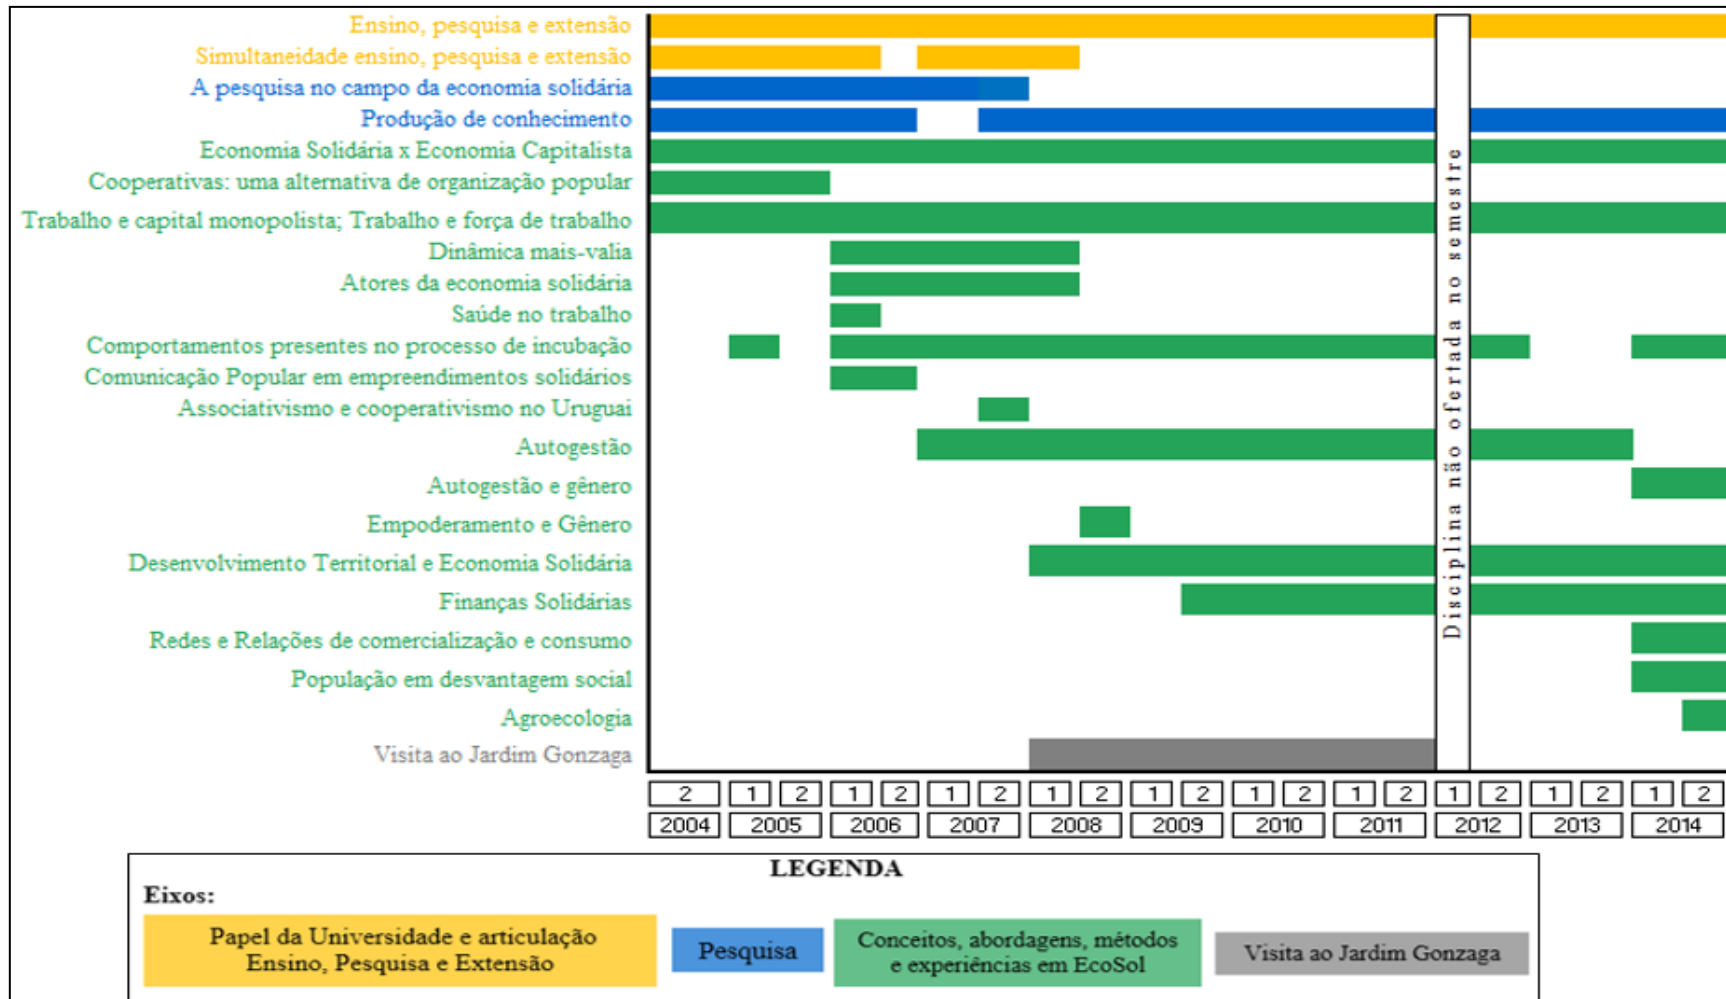 Ensino, pesquisa e extensão
Simultaneidade ensino, pesquisa e extensão
A pesquisa no campo da economia solidária
Produção de conhecimento
Economia Solidária x Economia Capitalista
Cooperativas: uma alternativa de organização popular
Trabalho e capital monopolista; Trabalho e força de trabalho
Dinâmica mais-valia
Atores da economia solidária
Saúde no trabalho
Comportamentos presentes no processo de incubação
Comunicação Popular em empreendimentos solidários
Associativismo e cooperativismo no Uruguai
Autogestão
Autogestão e gênero
Empoderamento e Gênero
Desenvolvimento Territorial e Economia Solidária
Finanças Solidárias
Redes e Relações de comercialização e consumo
População em desvantagem social
Agroecologia
Visita ao Jardim Gonzaga
Disciplina não ofertada no semestre
2 1 2 1 2 1 2 1 2 1 2 1 2 1 2 1 2 1 2 1 2
2004 2005 2006 2007 2008 2009 2010 2011 2012 2013 2014
LEGENDA
Eixos:
Papel da Universidade e articulação
Ensino, Pesquisa e Extensão
Pesquisa
Conceitos, abordagens, métodos
e experiências em EcoSol
Visita ao Jardim Gonzaga